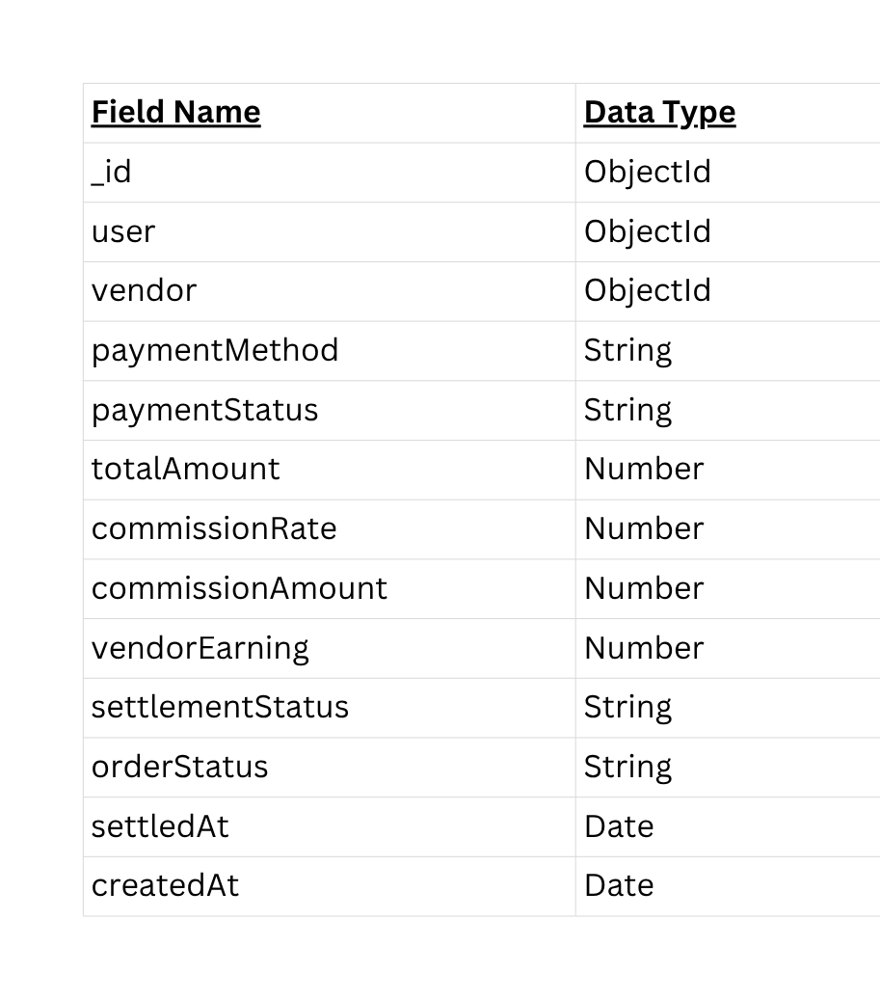 Field Name Data Type
_id ObjectId
user ObjectId
vendor ObjectId
paymentMethod String
paymentStatus String
totalAmount Number
commissionRate Number
commissionAmount Number
vendorEarning Number
settlementStatus String
orderStatus String
settledAt Date
createdAt Date